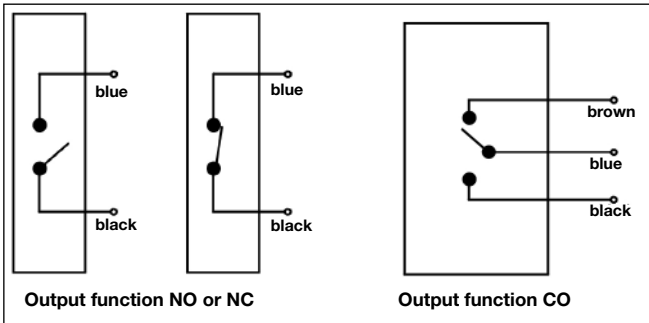 blue
black
blue
black
Output function NO or NC
brown
blue
black
Output function CO